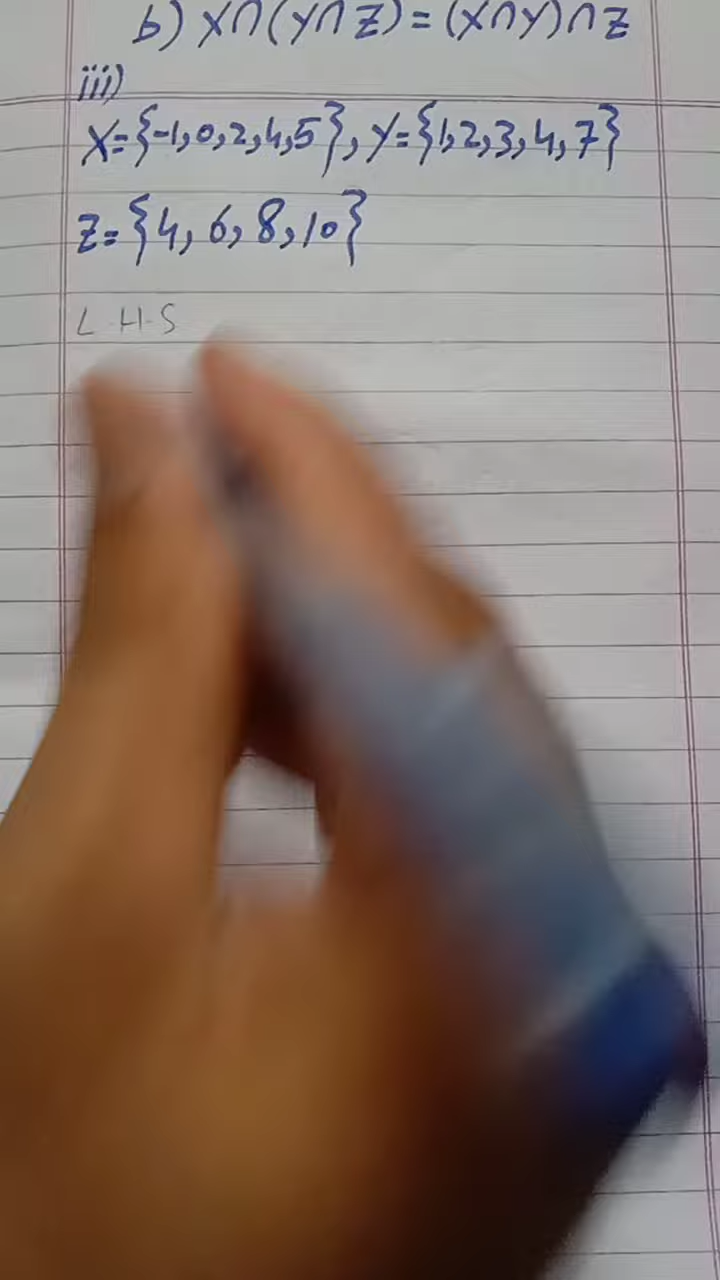 b) X∩(Y∩Z) = (X∩Y)∩Z
iii)
X={-1,0,2,4,5}, Y={1,2,3,4,7}
Z={4, 6, 8, 10}
L.H.S